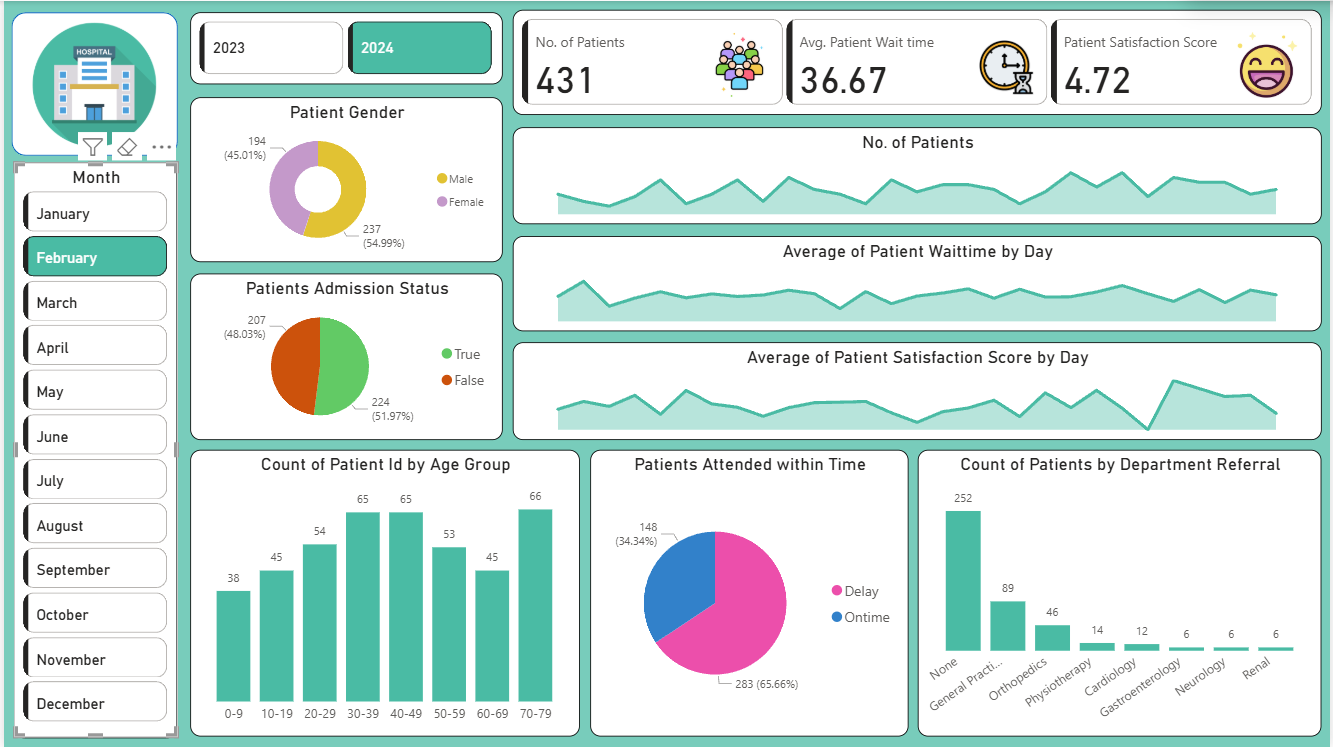 HOSPITAL
Month
January
February
March
April
May
June
July
August
September
October
November
December
2023
2024
No. of Patients
431
Avg. Patient Wait time
36.67
Patient Satisfaction Score
4.72
Patient Gender
194
(45.01%)
237
(54.99%)
Male
Female
Patients Admission Status
207
(48.03%)
224
(51.97%)
True
False
No. of Patients
Average of Patient Waittime by Day
Average of Patient Satisfaction Score by Day
Count of Patient Id by Age Group
38
45
54
65
65
53
45
66
0-9
10-19
20-29
30-39
40-49
50-59
60-69
70-79
Patients Attended within Time
148
(34.34%)
283 (65.66%)
Delay
Ontime
Count of Patients by Department Referral
252
89
46
14
12
6
6
6
None
General Practi...
Orthopedics
Physiotherapy
Cardiology
Gastroenterology
Neurology
Renal